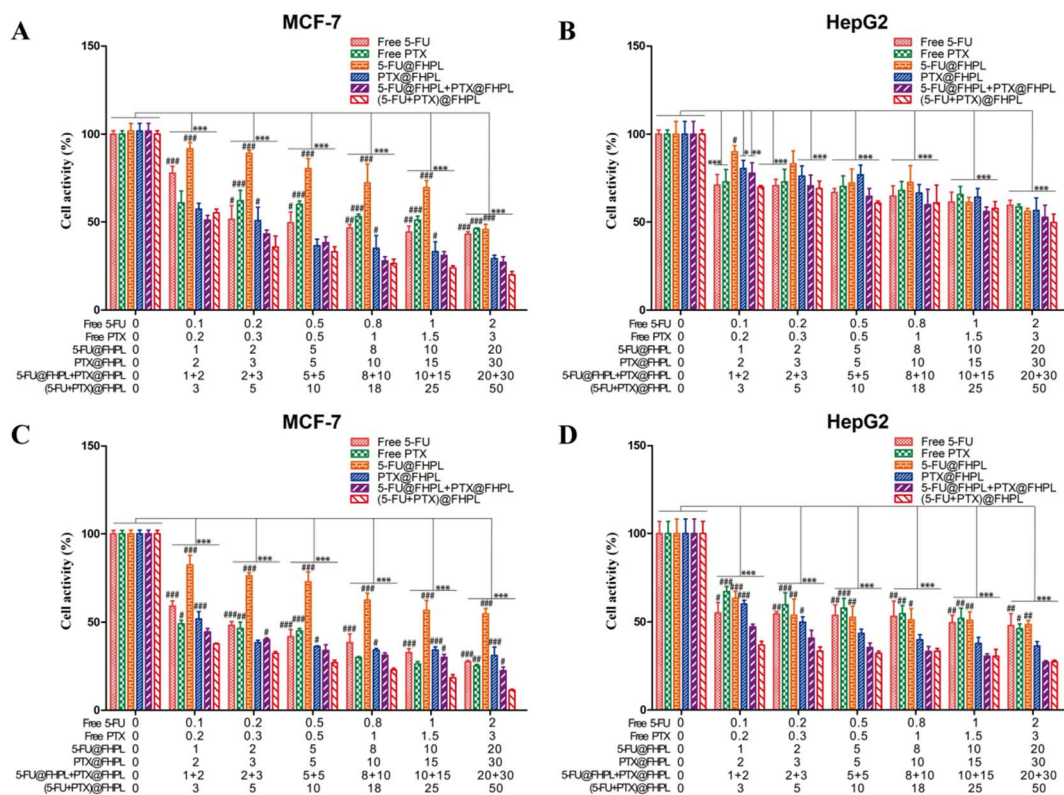 A
MCF-7
150
100
50
0
Cell activity (%)
Free 5-FU
Free PTX
5-FU@FHPL
PTX@FHPL
5-FU@FHPL+PTX@FHPL
(5-FU+PTX)@FHPL
*** *** *** *** *** ***
### ### # ### # ### # ### ### ## ### ### # ## ### ### # ### ### ###
Free 5-FU 0 0.1 0.2 0.5 0.8 1 2
Free PTX 0 0.2 0.3 0.5 1 1.5 3
5-FU@FHPL 0 1 2 5 8 10 20
PTX@FHPL 0 2 3 5 10 15 30
5-FU@FHPL+PTX@FHPL 0 1+2 2+3 5+5 8+10 10+15 20+30
(5-FU+PTX)@FHPL 0 3 5 10 18 25 50
B
HepG2
150
100
50
0
Cell activity (%)
Free 5-FU
Free PTX
5-FU@FHPL
PTX@FHPL
5-FU@FHPL+PTX@FHPL
(5-FU+PTX)@FHPL
*** # * ** *** *** *** *** *** ***
Free 5-FU 0 0.1 0.2 0.5 0.8 1 2
Free PTX 0 0.2 0.3 0.5 1 1.5 3
5-FU@FHPL 0 1 2 5 8 10 20
PTX@FHPL 0 2 3 5 10 15 30
5-FU@FHPL+PTX@FHPL 0 1+2 2+3 5+5 8+10 10+15 20+30
(5-FU+PTX)@FHPL 0 3 5 10 18 25 50
C
MCF-7
150
100
50
0
Cell activity (%)
Free 5-FU
Free PTX
5-FU@FHPL
PTX@FHPL
5-FU@FHPL+PTX@FHPL
(5-FU+PTX)@FHPL
*** *** *** *** *** ***
### # ### ### ### ## ### # ### ### ### # ### ### # ### ### # ### ## ### ### #
Free 5-FU 0 0.1 0.2 0.5 0.8 1 2
Free PTX 0 0.2 0.3 0.5 1 1.5 3
5-FU@FHPL 0 1 2 5 8 10 20
PTX@FHPL 0 2 3 5 10 15 30
5-FU@FHPL+PTX@FHPL 0 1+2 2+3 5+5 8+10 10+15 20+30
(5-FU+PTX)@FHPL 0 3 5 10 18 25 50
D
HepG2
150
100
50
0
Cell activity (%)
Free 5-FU
Free PTX
5-FU@FHPL
PTX@FHPL
5-FU@FHPL+PTX@FHPL
(5-FU+PTX)@FHPL
*** *** *** *** *** ***
# ### ### ### ## ### ## # ## ### ## ## ## # ## ## ## ## # ##
Free 5-FU 0 0.1 0.2 0.5 0.8 1 2
Free PTX 0 0.2 0.3 0.5 1 1.5 3
5-FU@FHPL 0 1 2 5 8 10 20
PTX@FHPL 0 2 3 5 10 15 30
5-FU@FHPL+PTX@FHPL 0 1+2 2+3 5+5 8+10 10+15 20+30
(5-FU+PTX)@FHPL 0 3 5 10 18 25 50